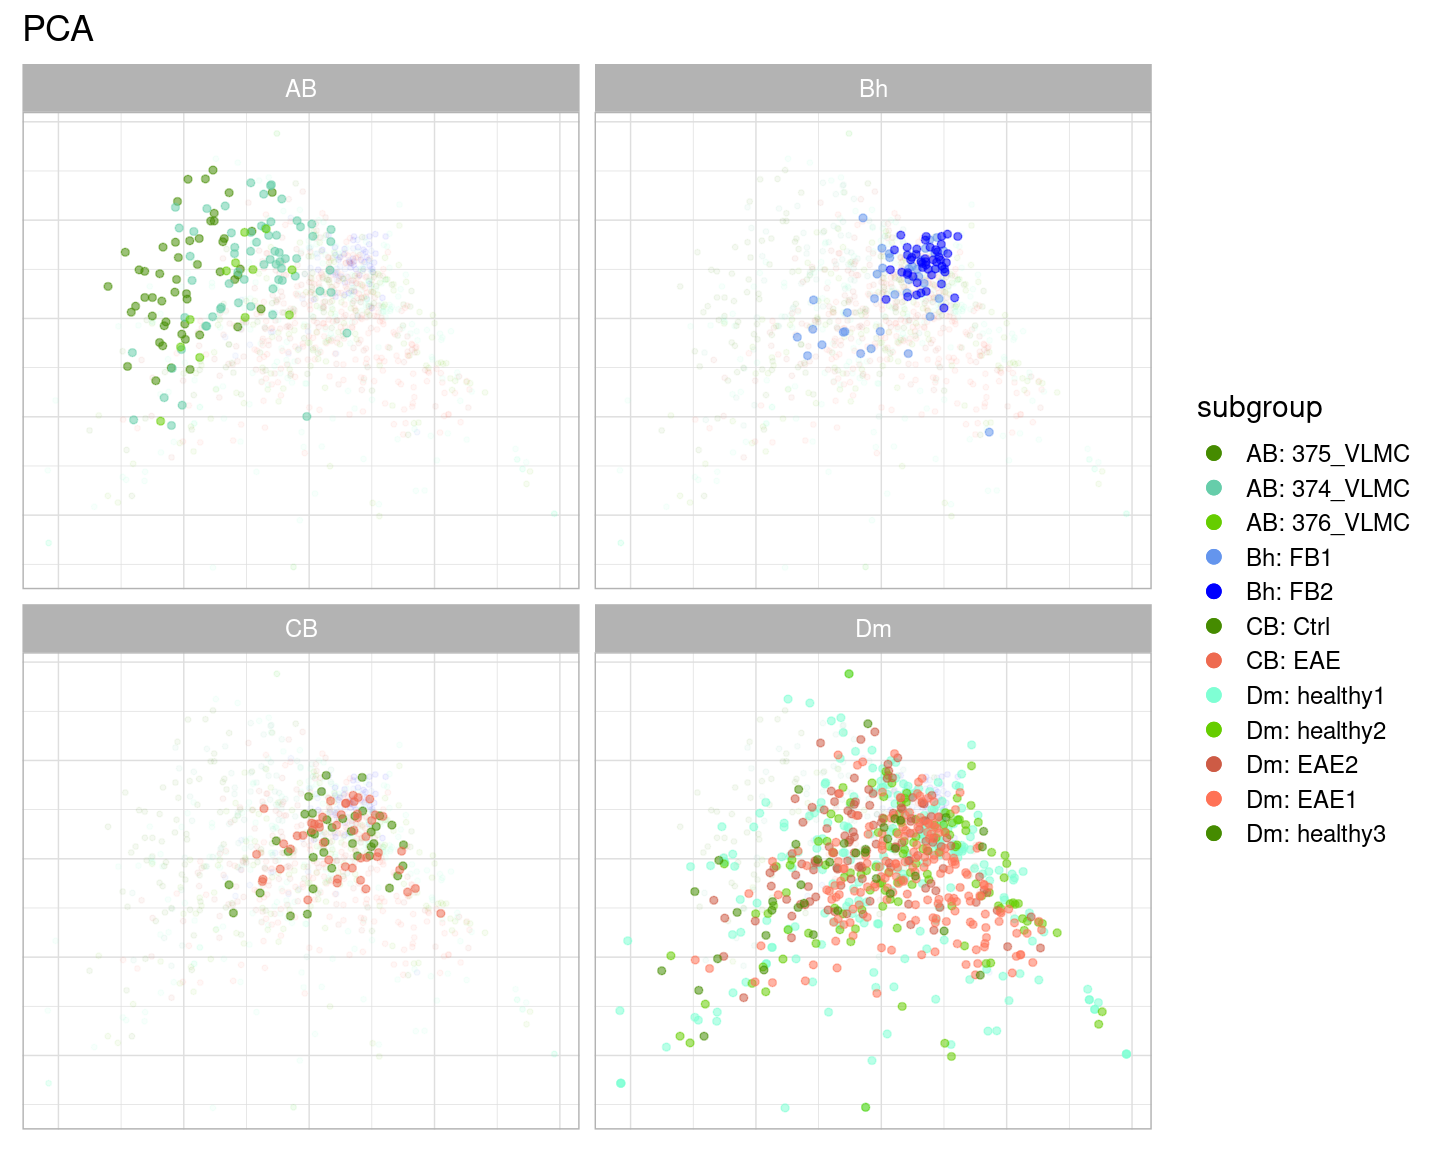 PCA
AB
Bh
CB
Dm
subgroup
AB: 375_VLMC
AB: 374_VLMC
AB: 376_VLMC
Bh: FB1
Bh: FB2
CB: Ctrl
CB: EAE
Dm: healthy1
Dm: healthy2
Dm: EAE2
Dm: EAE1
Dm: healthy3